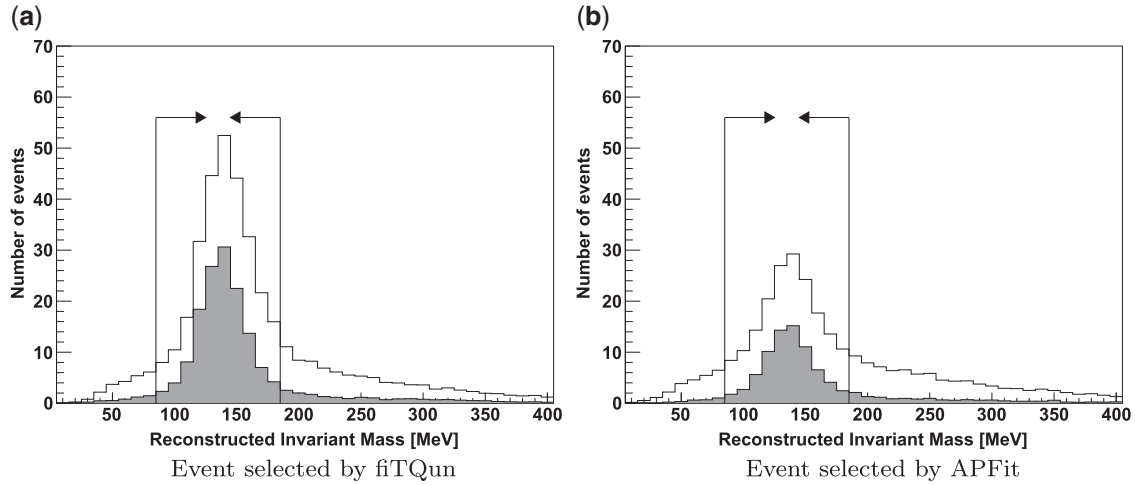 (a)
70
60
50
40
30
20
10
0
Number of events
50 100 150 200 250 300 350 400
Reconstructed Invariant Mass [MeV]
Event selected by fiTQun
(b)
70
60
50
40
30
20
10
0
Number of events
50 100 150 200 250 300 350 400
Reconstructed Invariant Mass [MeV]
Event selected by APFit